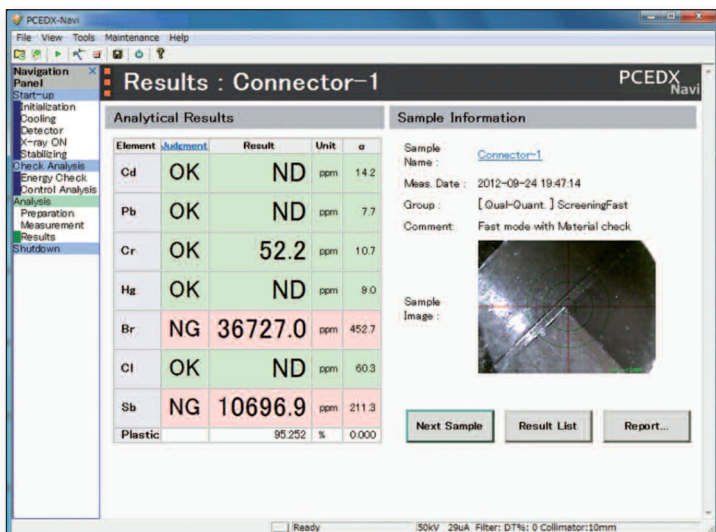 PCEDX-Navi
File View Tools Maintenance Help
Navigation Panel
Start-up
Initialization
Cooling
Detector
X-ray ON
Stabilizing
Check Analysis
Energy Check
Control Analysis
Analysis
Preparation
Measurement
Results
Shutdown
Results : Connector-1
PCEDX Navi
Analytical Results
Element Judgment Result Unit σ
Cd OK ND ppm 14.2
Pb OK ND ppm 7.7
Cr OK 52.2 ppm 10.7
Hg OK ND ppm 9.0
Br NG 36727.0 ppm 452.7
Cl OK ND ppm 60.3
Sb NG 10696.9 ppm 211.3
Plastic 95.252 % 0.000
Sample Information
Sample Name : Connector-1
Meas. Date : 2012-09-24 19:47:14
Group : [Qual-Quant. ] ScreeningFast
Comment: Fast mode with Material check
Sample Image :
Next Sample Result List Report...
Ready 50kV 29uA Filter: DT%: 0 Collimator:10mm